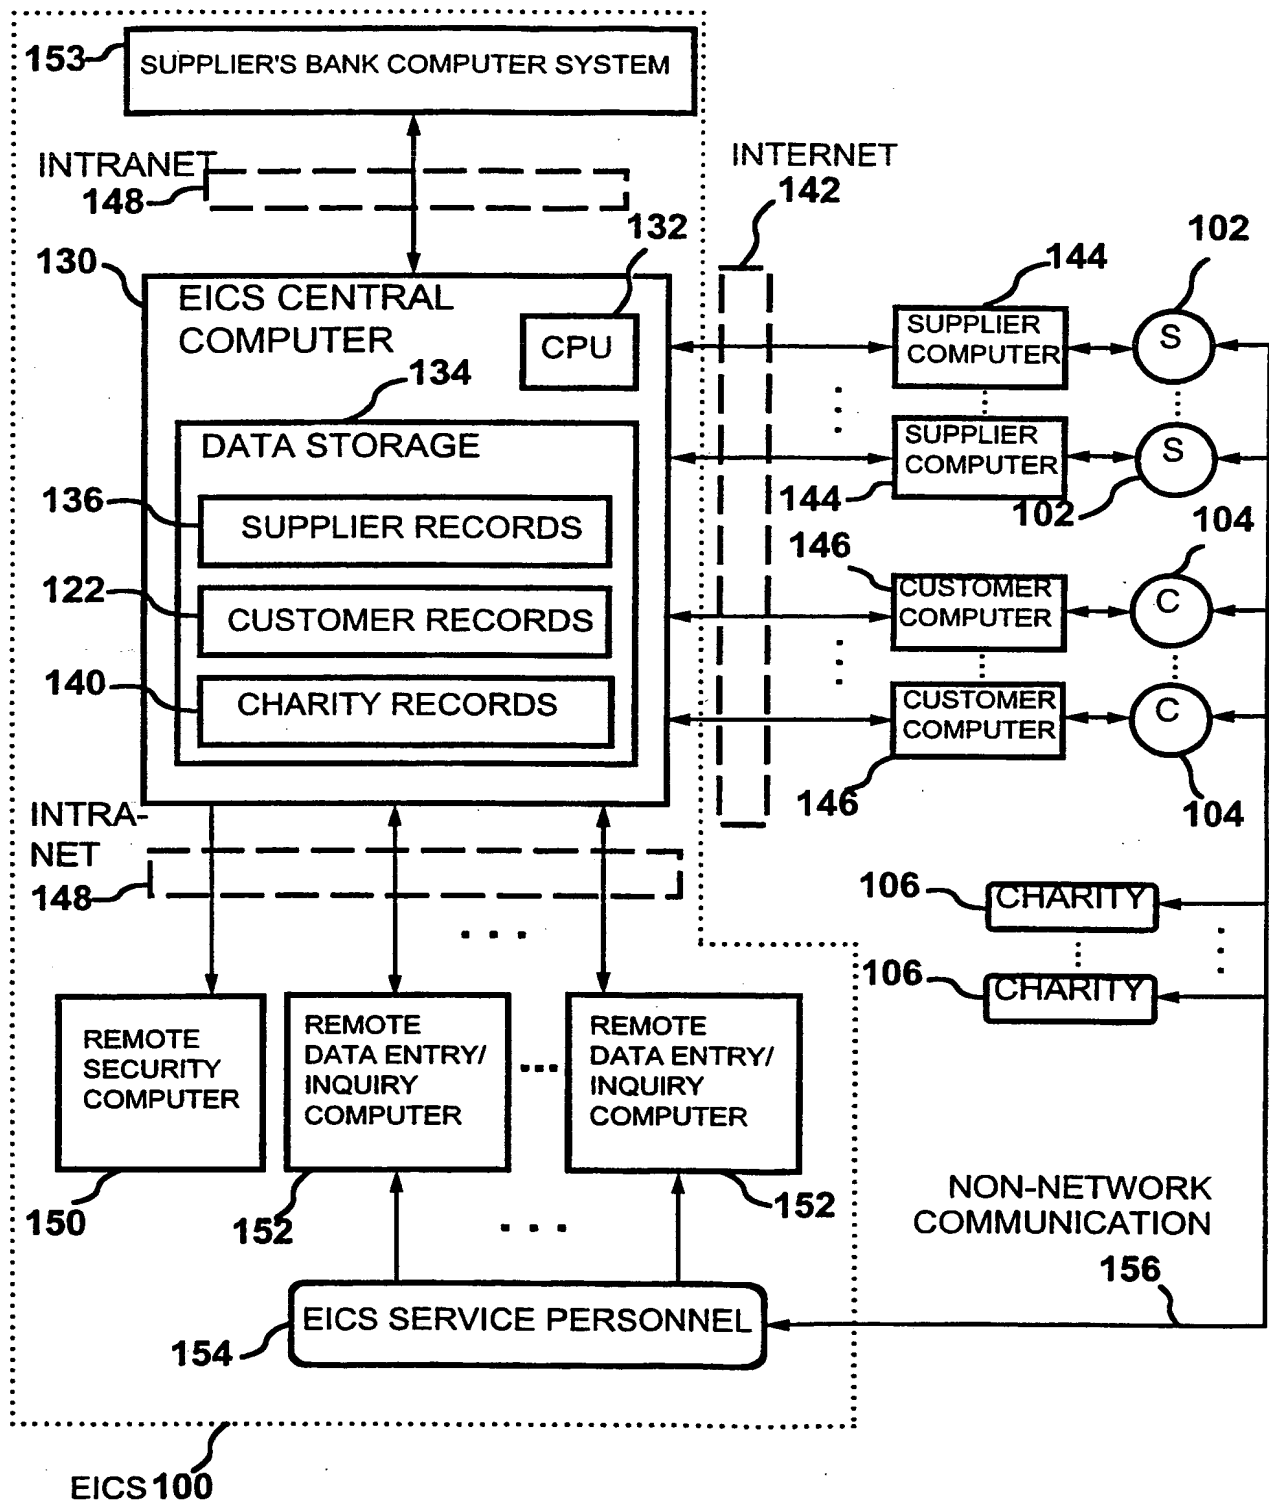 153
SUPPLIER'S BANK COMPUTER SYSTEM
INTRANET
148
INTERNET
142
130
EICS CENTRAL
COMPUTER
132
CPU
134
DATA STORAGE
136
SUPPLIER RECORDS
122
CUSTOMER RECORDS
140
CHARITY RECORDS
144
SUPPLIER
COMPUTER
102
S
SUPPLIER
COMPUTER
144
S
102
146
CUSTOMER
COMPUTER
104
C
CUSTOMER
COMPUTER
146
C
104
INTRA-
NET
148
106
CHARITY
106
CHARITY
REMOTE
SECURITY
COMPUTER
150
REMOTE
DATA ENTRY/
INQUIRY
COMPUTER
152
REMOTE
DATA ENTRY/
INQUIRY
COMPUTER
152
NON-NETWORK
COMMUNICATION
156
EICS SERVICE PERSONNEL
154
EICS 100